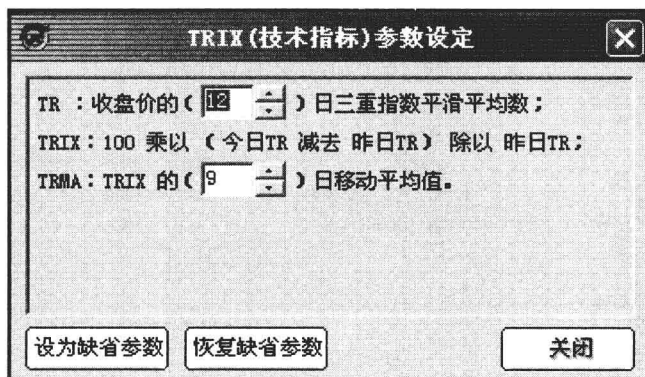 TRIX(技术指标)参数设定
TR :收盘价的(12)日三重指数平滑平均数;
TRIX:100 乘以 (今日TR 减去 昨日TR) 除以 昨日TR;
TRMA:TRIX 的(9)日移动平均值。
设为缺省参数 恢复缺省参数 关闭